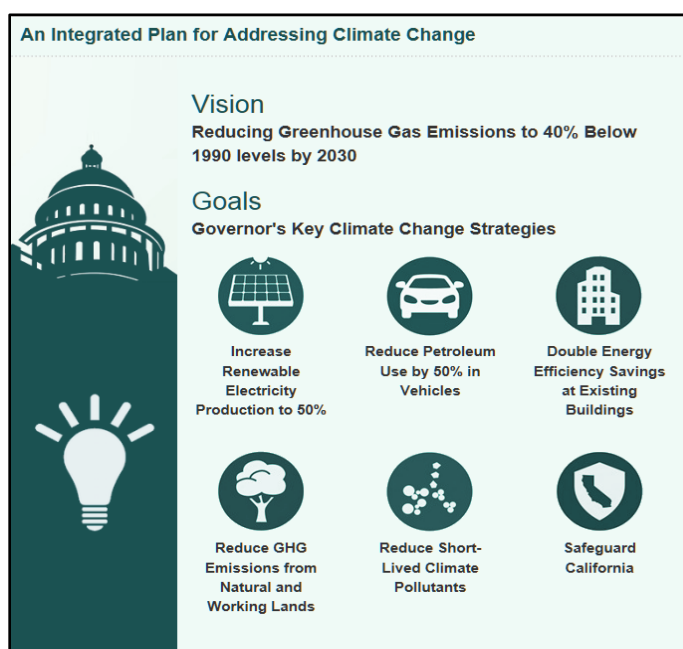 An Integrated Plan for Addressing Climate Change
Vision
Reducing Greenhouse Gas Emissions to 40% Below
1990 levels by 2030
Goals
Governor's Key Climate Change Strategies
Increase
Renewable
Electricity
Production to 50%
Reduce Petroleum
Use by 50% in
Vehicles
Double Energy
Efficiency Savings
at Existing
Buildings
Reduce GHG
Emissions from
Natural and
Working Lands
Reduce Short-
Lived Climate
Pollutants
Safeguard
California